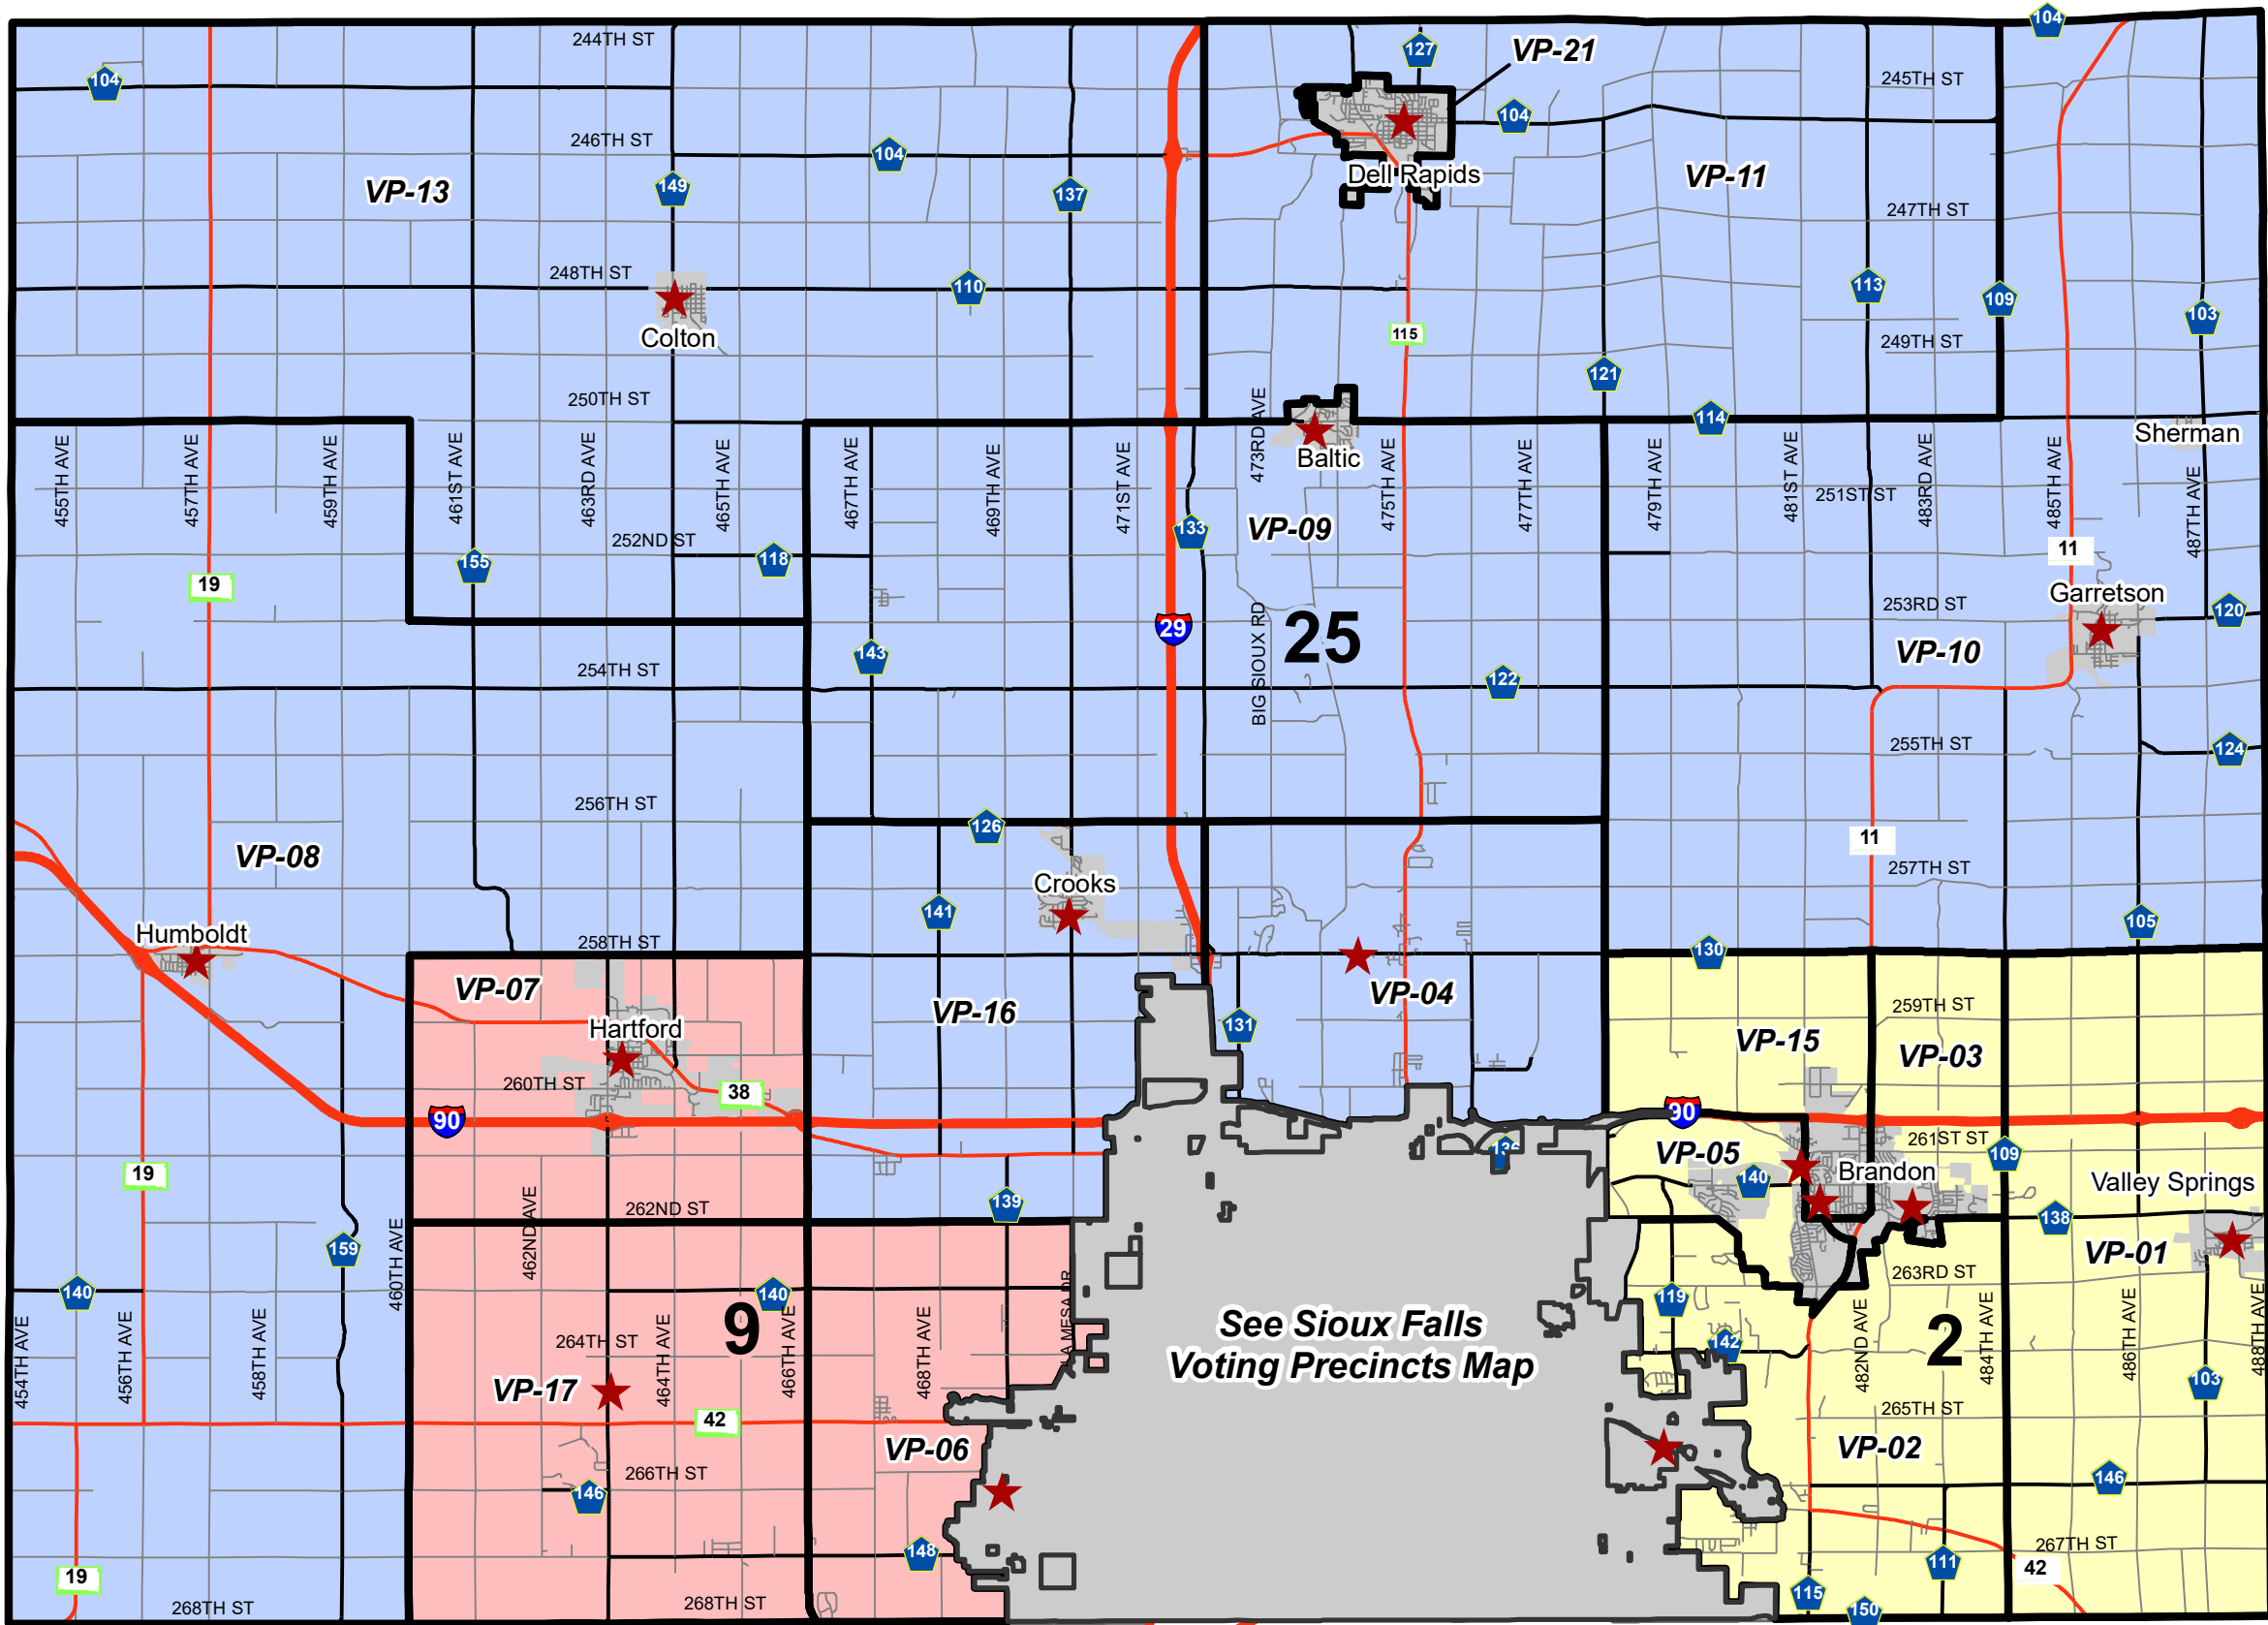 104
244TH ST
127
VP-21
104
245TH ST
104
246TH ST
104
VP-13
149
137
Dell Rapids
VP-11
247TH ST
248TH ST
110
113
109
103
Colton
115
249TH ST
121
250TH ST
114
473RD AVE
Baltic
Sherman
455TH AVE
457TH AVE
459TH AVE
461ST AVE
463RD AVE
465TH AVE
467TH AVE
469TH AVE
471ST AVE
475TH AVE
477TH AVE
479TH AVE
481ST AVE
251ST ST
483RD AVE
485TH AVE
487TH AVE
133
VP-09
252ND ST
118
155
11
19
Garretson
253RD ST
120
29
25
BIG SIOUX RD
143
VP-10
254TH ST
122
255TH ST
124
256TH ST
126
11
VP-08
257TH ST
Crooks
141
105
Humboldt
258TH ST
130
VP-07
VP-16
VP-04
259TH ST
Hartford
131
VP-15
VP-03
260TH ST
38
90
90
136
VP-05
261ST ST
109
19
140
Brandon
Valley Springs
462ND AVE
262ND ST
139
138
159
460TH AVE
VP-01
263RD ST
140
140
119
LA MESA DR
9
See Sioux Falls
Voting Precincts Map
264TH ST
142
2
454TH AVE
456TH AVE
458TH AVE
464TH AVE
466TH AVE
468TH AVE
482ND AVE
484TH AVE
486TH AVE
488TH AVE
VP-17
103
42
265TH ST
VP-06
VP-02
266TH ST
146
146
148
267TH ST
19
111
42
115
268TH ST
268TH ST
150